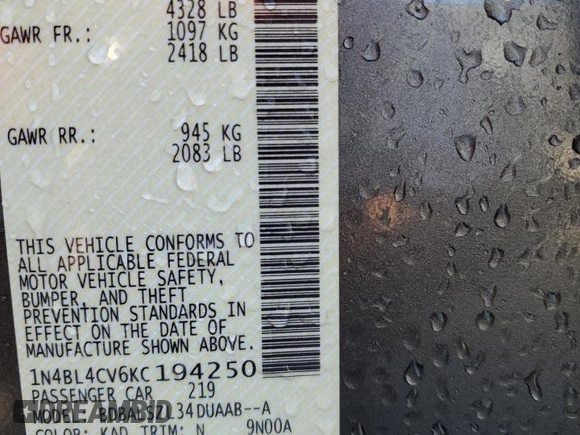 4328 LB
GAWR FR.: 1097 KG
2418 LB
GAWR RR.: 945 KG
2083 LB
THIS VEHICLE CONFORMS TO
ALL APPLICABLE FEDERAL
MOTOR VEHICLE SAFETY,
BUMPER, AND THEFT
PREVENTION STANDARDS IN
EFFECT ON THE DATE OF
MANUFACTURE SHOWN ABOVE.
1N4BL4CV6KC194250
PASSENGER CAR 219
MODEL:
COLOR: KAD TRIM: N 9N00A